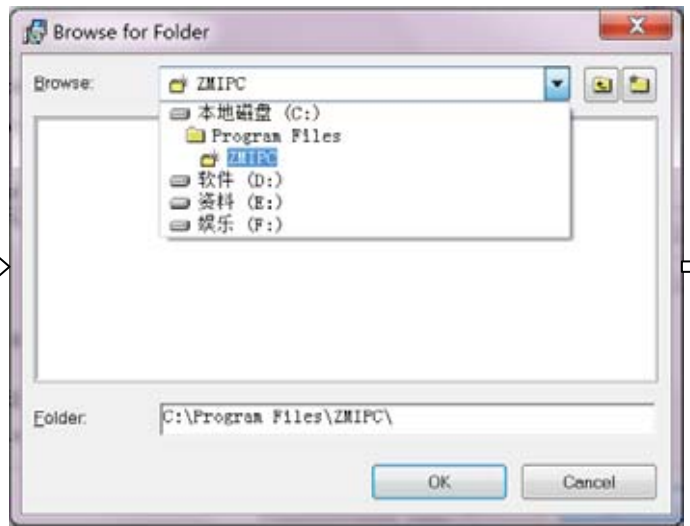 Browse for Folder
Browse:
ZMIPC
本地磁盘 (C:)
Program Files
ZMIPC
软件 (D:)
资料 (E:)
娱乐 (F:)
Folder:
C:\Program Files\ZMIPC\
OK
Cancel